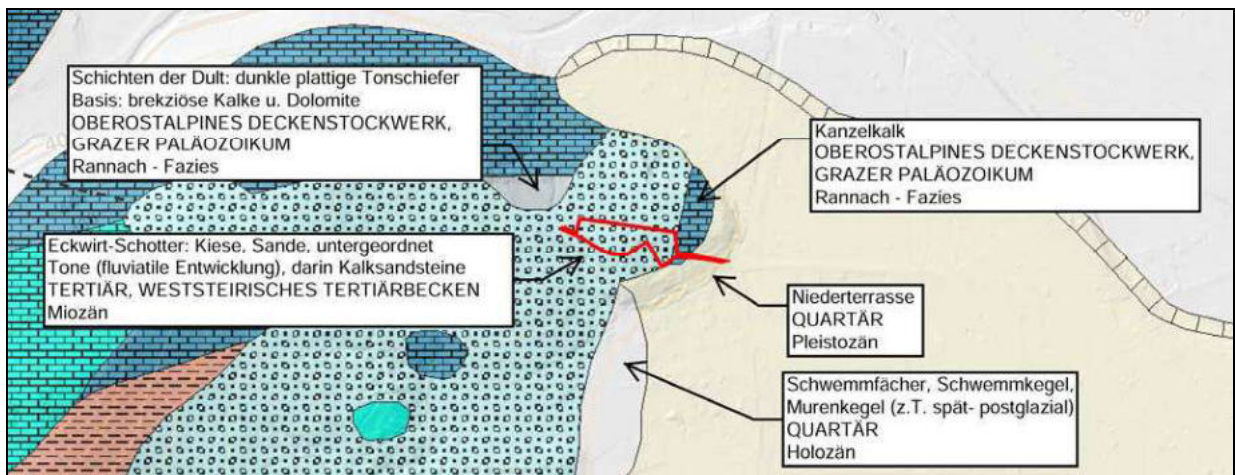 Schichten der Dult: dunkle plattige Tonschiefer
Basis: brekziöse Kalke u. Dolomite
OBEROSTALPINES DECKENSTOCKWERK,
GRAZER PALÄOZOIKUM
Rannach - Fazies
Kanzelkalk
OBEROSTALPINES DECKENSTOCKWERK,
GRAZER PALÄOZOIKUM
Rannach - Fazies
Eckwirt-Schotter: Kiese, Sande, untergeordnet
Tone (fluviatile Entwicklung), darin Kalksandsteine
TERTIÄR, WESTSTEIRISCHES TERTIÄRBECKEN
Miozän
Niederterrasse
QUARTÄR
Pleistozän
Schwemmfächer, Schwemmkegel,
Murenkegel (z.T. spät- postglazial)
QUARTÄR
Holozän